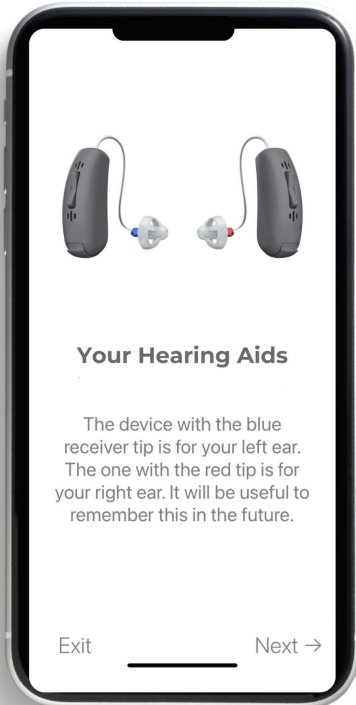 Your Hearing Aids
The device with the blue
receiver tip is for your left ear.
The one with the red tip is for
your right ear. It will be useful to
remember this in the future.
Exit
Next →